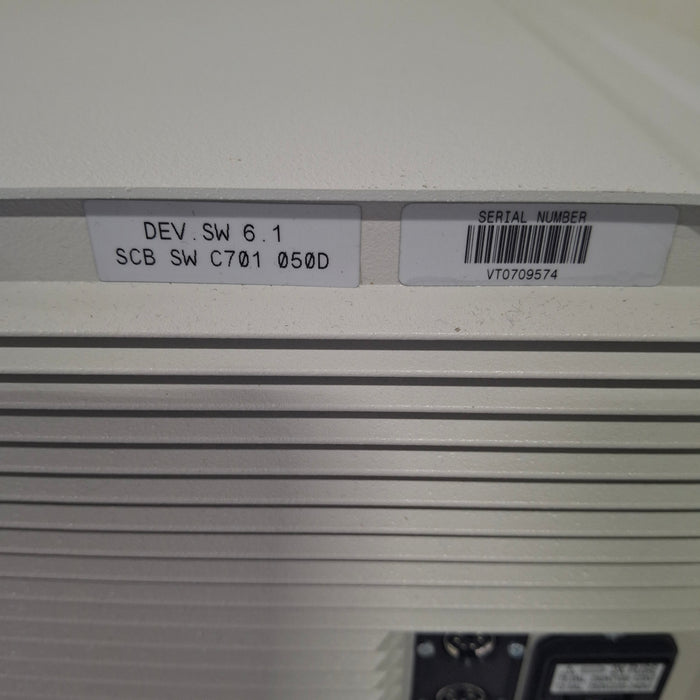 DEV.SW 6.1
SCB SW C701 050D
SERIAL NUMBER
VT0709574